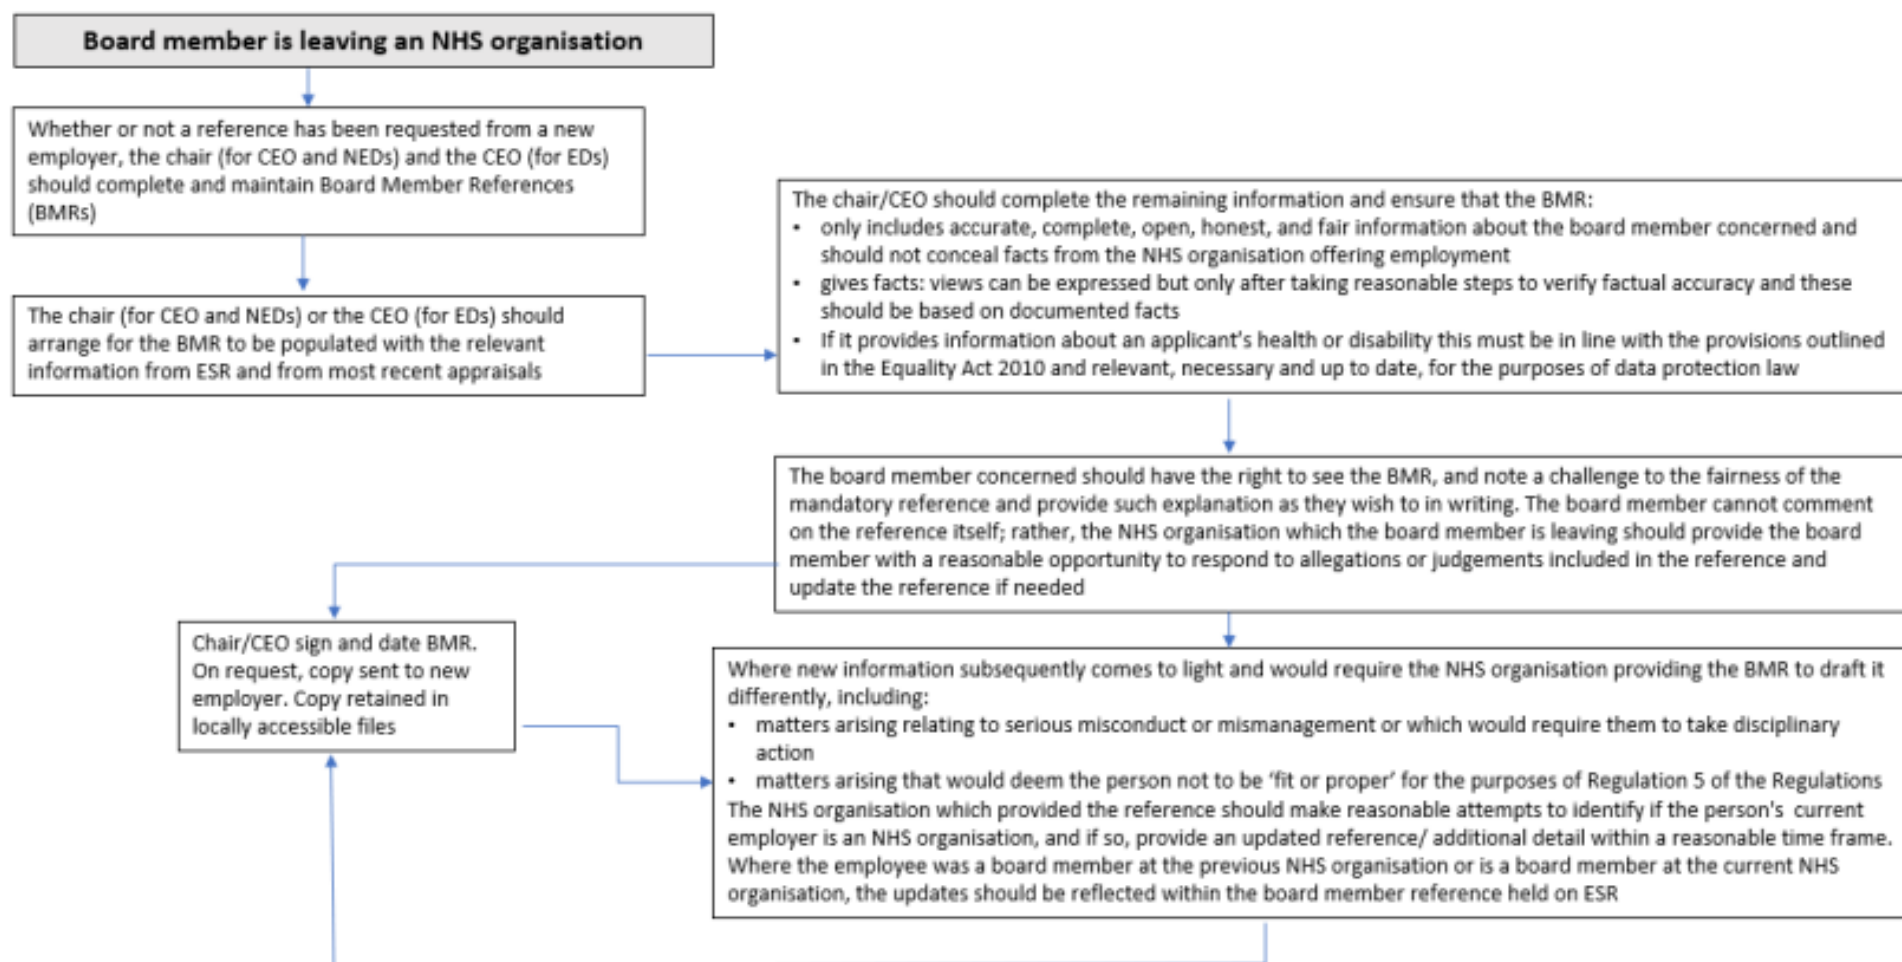 Board member is leaving an NHS organisation
Whether or not a reference has been requested from a new
employer, the chair (for CEO and NEDs) and the CEO (for EDs)
should complete and maintain Board Member References
(BMRs)
The chair (for CEO and NEDs) or the CEO (for EDs) should
arrange for the BMR to be populated with the relevant
information from ESR and from most recent appraisals
The chair/CEO should complete the remaining information and ensure that the BMR:
• only includes accurate, complete, open, honest, and fair information about the board member concerned and
should not conceal facts from the NHS organisation offering employment
• gives facts: views can be expressed but only after taking reasonable steps to verify factual accuracy and these
should be based on documented facts
• If it provides information about an applicant's health or disability this must be in line with the provisions outlined
in the Equality Act 2010 and relevant, necessary and up to date, for the purposes of data protection law
The board member concerned should have the right to see the BMR, and note a challenge to the fairness of the
mandatory reference and provide such explanation as they wish to in writing. The board member cannot comment
on the reference itself; rather, the NHS organisation which the board member is leaving should provide the board
member with a reasonable opportunity to respond to allegations or judgements included in the reference and
update the reference if needed
Chair/CEO sign and date BMR.
On request, copy sent to new
employer. Copy retained in
locally accessible files
Where new information subsequently comes to light and would require the NHS organisation providing the BMR to draft it
differently, including:
• matters arising relating to serious misconduct or mismanagement or which would require them to take disciplinary
action
• matters arising that would deem the person not to be 'fit or proper' for the purposes of Regulation 5 of the Regulations
The NHS organisation which provided the reference should make reasonable attempts to identify if the person's current
employer is an NHS organisation, and if so, provide an updated reference/ additional detail within a reasonable time frame.
Where the employee was a board member at the previous NHS organisation or is a board member at the current NHS
organisation, the updates should be reflected within the board member reference held on ESR